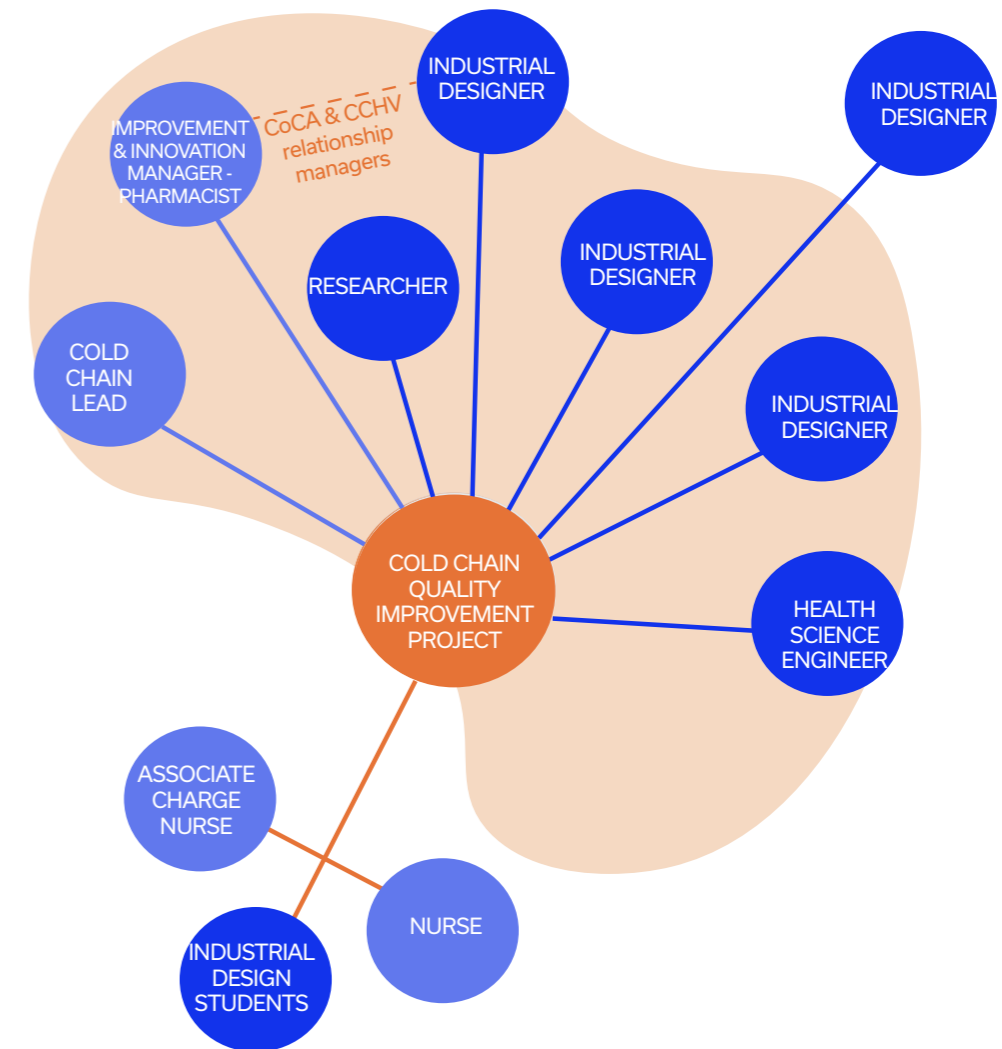 INDUSTRIAL
DESIGNER
INDUSTRIAL
DESIGNER
IMPROVEMENT
& INNOVATION
MANAGER -
PHARMACIST
CoCA & CCHV
relationship
managers
RESEARCHER
INDUSTRIAL
DESIGNER
COLD
CHAIN
LEAD
INDUSTRIAL
DESIGNER
COLD CHAIN
QUALITY
IMPROVEMENT
PROJECT
HEALTH
SCIENCE
ENGINEER
ASSOCIATE
CHARGE
NURSE
NURSE
INDUSTRIAL
DESIGN
STUDENTS